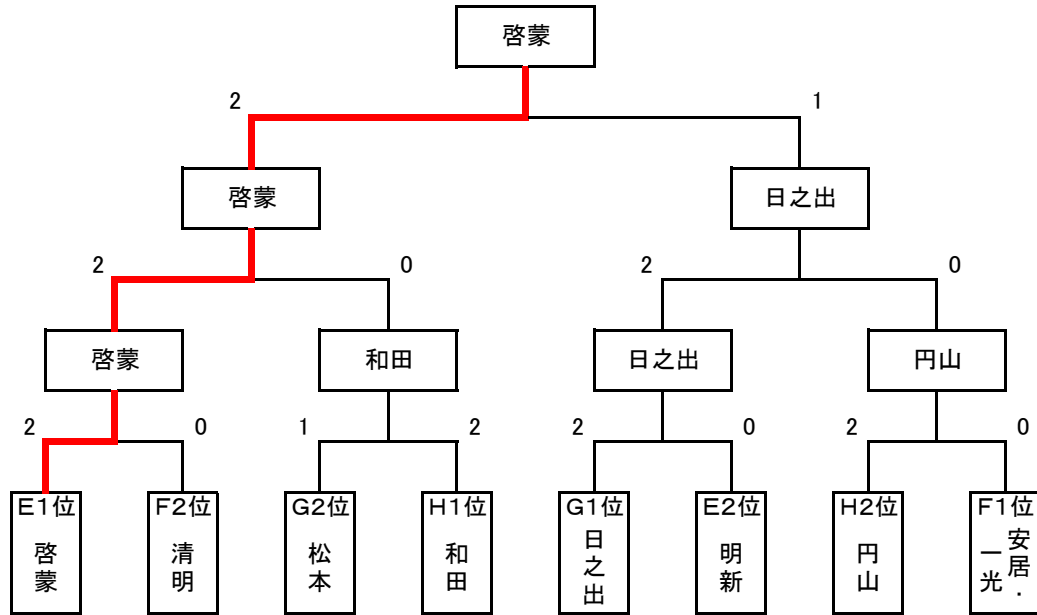 啓蒙
2 1
啓蒙 日之出
2 0 2 0
啓蒙 和田 日之出 円山
2 0 1 2 2 0 2 0
E1位 F2位 G2位 H1位 G1位 E2位 H2位 F1位
啓蒙 清明 松本 和田 日之出 明新 円山 安居・一光